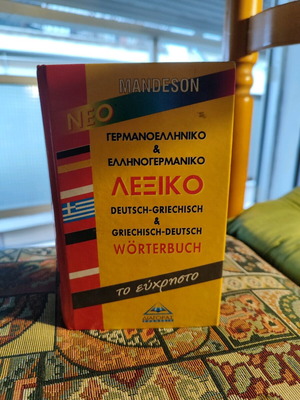 MANDESON
ΝΕΟ
ΓΕΡΜΑΝΟΕΛΛΗΝΙΚΟ
&
ΕΛΛΗΝΟΓΕΡΜΑΝΙΚΟ
ΛΕΞΙΚΟ
DEUTSCH-GRIECHISCH
&
GRIECHISCH-DEUTSCH
WÖRTERBUCH
το εύχρηστο